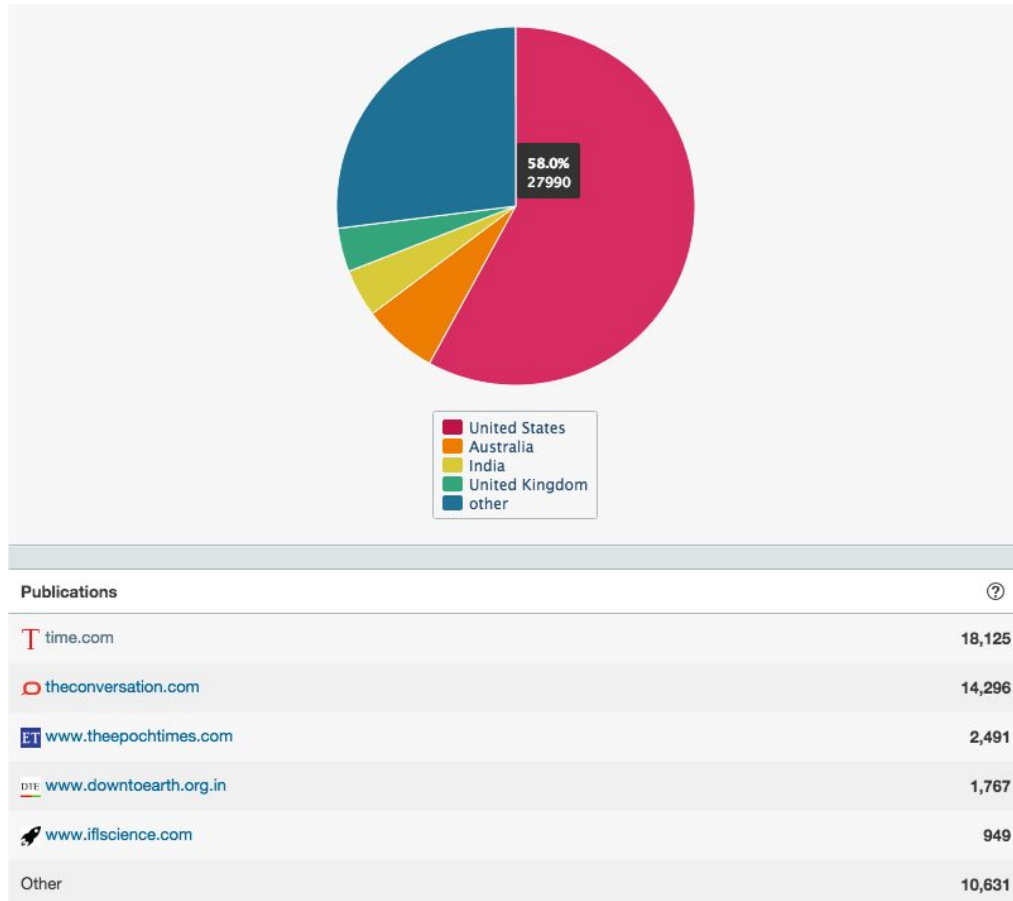 58.0%
27990
United States
Australia
India
United Kingdom
other
Publications ?
T time.com 18,125
theconversation.com 14,296
ET www.theepochtimes.com 2,491
DTE www.downtoearth.org.in 1,767
www.iflscience.com 949
Other 10,631